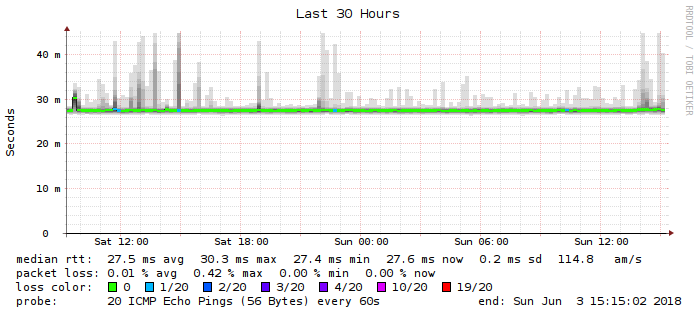 Last 30 Hours
RRDTOOL / TOBI OETIKER
Seconds
40 m
30 m
20 m
10 m
0
Sat 12:00 Sat 18:00 Sun 00:00 Sun 06:00 Sun 12:00
median rtt: 27.5 ms avg 30.3 ms max 27.4 ms min 27.6 ms now 0.2 ms sd 114.8 am/s
packet loss: 0.01 % avg 0.42 % max 0.00 % min 0.00 % now
loss color: 0 1/20 2/20 3/20 4/20 10/20 19/20
probe: 20 ICMP Echo Pings (56 Bytes) every 60s end: Sun Jun 3 15:15:02 2018